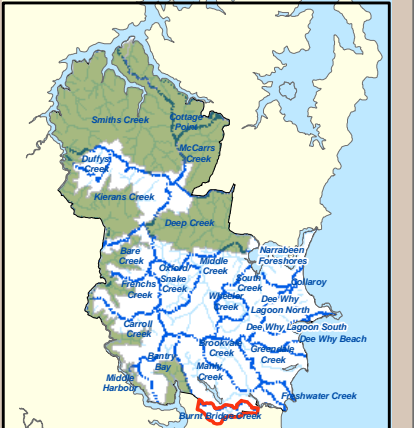 Smiths Creek
Cottage
Point
McCarrs
Creek
Duffys
Creek
Kierans Creek
Deep Creek
Bare
Creek
Oxford/
Snake
Creek
Middle
Creek
Narrabeen
Foreshores
Frenchs
Creek
South
Creek
Collaroy
Wheeler
Creek
Dee Why
Lagoon North
Carroll
Creek
Dee Why Lagoon South
Dee Why Beach
Brookvale
Creek
Greendale
Creek
Bantry
Bay
Manly
Creek
Middle
Harbour
Freshwater Creek
Burnt Bridge Creek